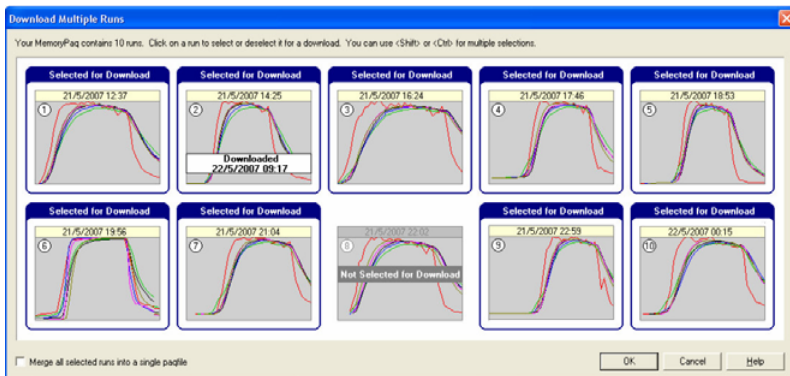 Download Multiple Runs
Your MemoryPaq contains 10 runs. Click on a run to select or deselect it for a download. You can use <Shift> or <Ctrl> for multiple selections.
Selected for Download
21/5/2007 12:37
1
Selected for Download
21/5/2007 14:25
2
Downloaded
22/5/2007 09:17
Selected for Download
21/5/2007 16:24
3
Selected for Download
21/5/2007 17:46
4
Selected for Download
21/5/2007 18:53
5
Selected for Download
21/5/2007 19:56
6
Selected for Download
21/5/2007 21:04
7
21/5/2007 22:02
8
Not Selected for Download
Selected for Download
21/5/2007 22:59
9
Selected for Download
22/5/2007 00:15
10
Merge all selected runs into a single paqfile
OK
Cancel
Help